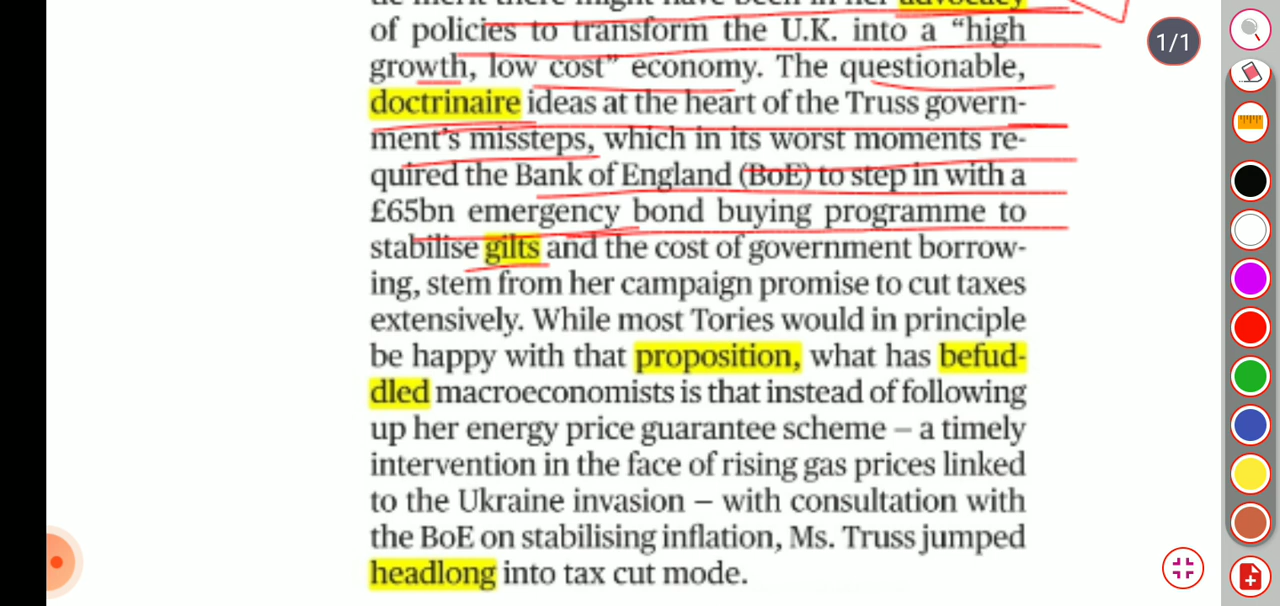 of policies to transform the U.K. into a “high
growth, low cost” economy. The questionable,
doctrinaire ideas at the heart of the Truss govern-
ment’s missteps, which in its worst moments re-
quired the Bank of England (BoE) to step in with a
£65bn emergency bond buying programme to
stabilise gilts and the cost of government borrow-
ing, stem from her campaign promise to cut taxes
extensively. While most Tories would in principle
be happy with that proposition, what has befud-
dled macroeconomists is that instead of following
up her energy price guarantee scheme – a timely
intervention in the face of rising gas prices linked
to the Ukraine invasion – with consultation with
the BoE on stabilising inflation, Ms. Truss jumped
headlong into tax cut mode.
1/1